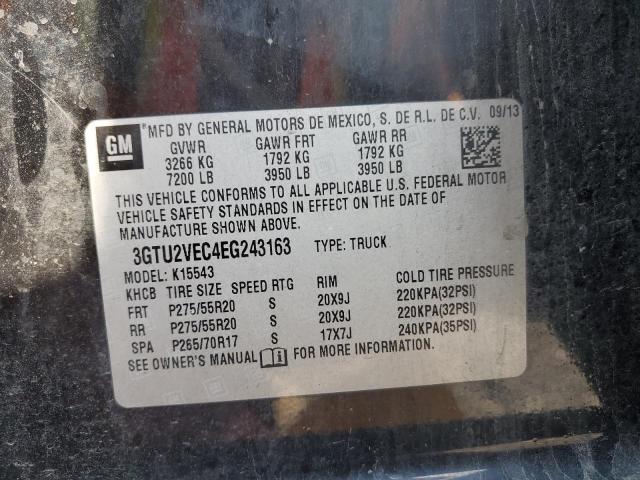 GM
*MFD BY GENERAL MOTORS DE MEXICO, S. DE R.L. DE C.V. 09/13
GVWR GAWR FRT GAWR RR
3266 KG 1792 KG 1792 KG
7200 LB 3950 LB 3950 LB
THIS VEHICLE CONFORMS TO ALL APPLICABLE U.S. FEDERAL MOTOR
VEHICLE SAFETY STANDARDS IN EFFECT ON THE DATE OF
MANUFACTURE SHOWN ABOVE.
3GTU2VEC4EG243163 TYPE: TRUCK
MODEL: K15543
KHCB TIRE SIZE SPEED RTG RIM COLD TIRE PRESSURE
FRT P275/55R20 S 20X9J 220KPA(32PSI)
RR P275/55R20 S 20X9J 220KPA(32PSI)
SPA P265/70R17 S 17X7J 240KPA(35PSI)
SEE OWNER'S MANUAL FOR MORE INFORMATION.